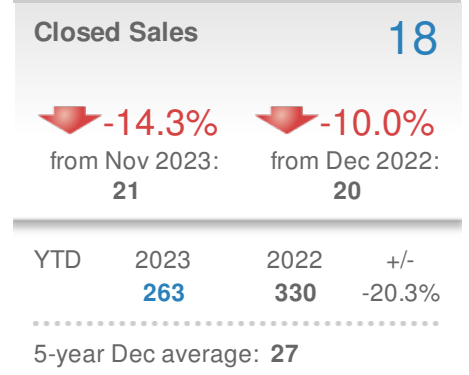 Closed Sales 18
-14.3% -10.0%
from Nov 2023: from Dec 2022:
21 20
YTD 2023 2022 +/-
263 330 -20.3%
5-year Dec average: 27